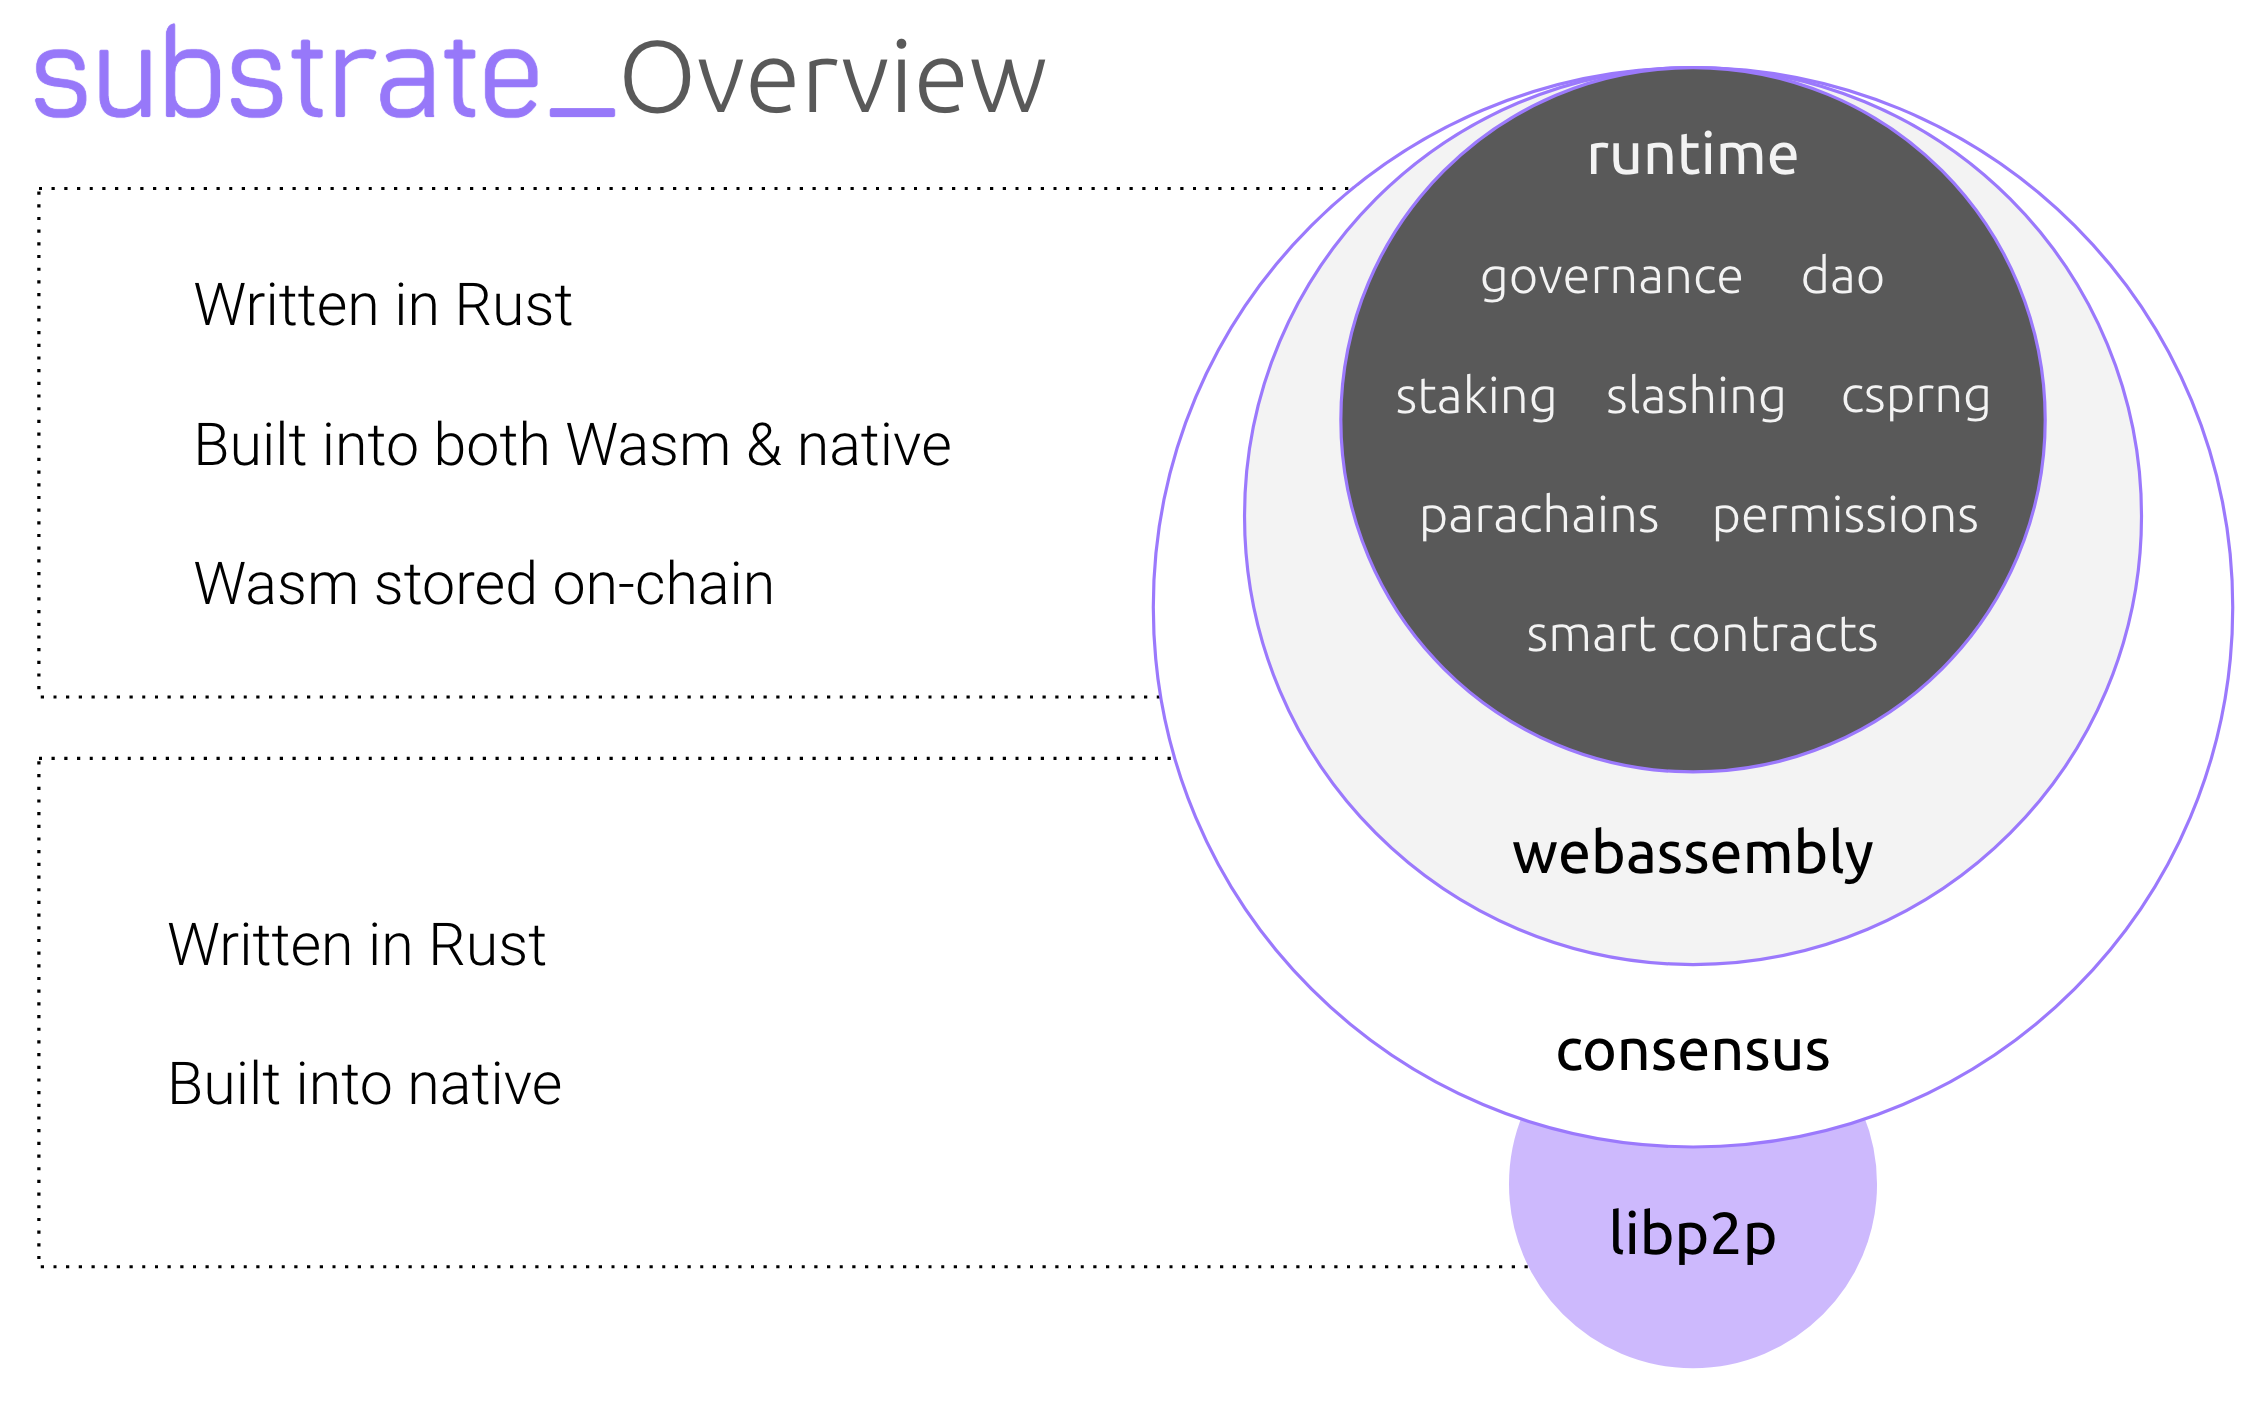 substrate_Overview
Written in Rust
Built into both Wasm & native
Wasm stored on-chain
Written in Rust
Built into native
runtime
governance dao
staking slashing csprng
parachains permissions
smart contracts
webassembly
consensus
libp2p